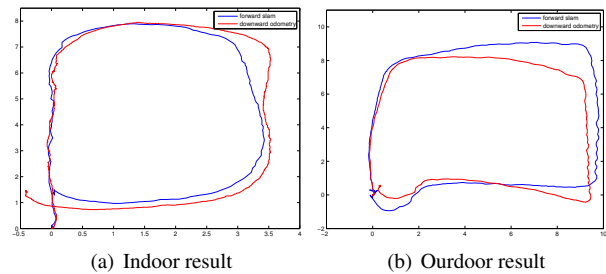 forward slam
downward odometry
8
7
6
5
4
3
2
1
0
-0.5 0 0.5 1 1.5 2 2.5 3 3.5 4
(a) Indoor result
forward slam
downward odometry
10
8
6
4
2
0
-2
0 2 4 6 8 10
(b) Ourdoor result